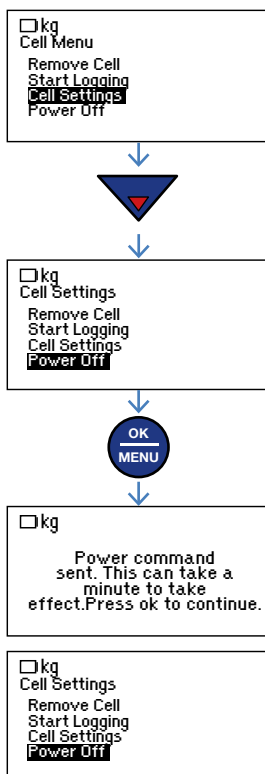 kg
Cell Menu
Remove Cell
Start Logging
Cell Settings
Power Off
kg
Cell Settings
Remove Cell
Start Logging
Cell Settings
Power Off
OK
MENU
kg
Power command
sent. This can take a
minute to take
effect.Press ok to continue.
kg
Cell Settings
Remove Cell
Start Logging
Cell Settings
Power Off